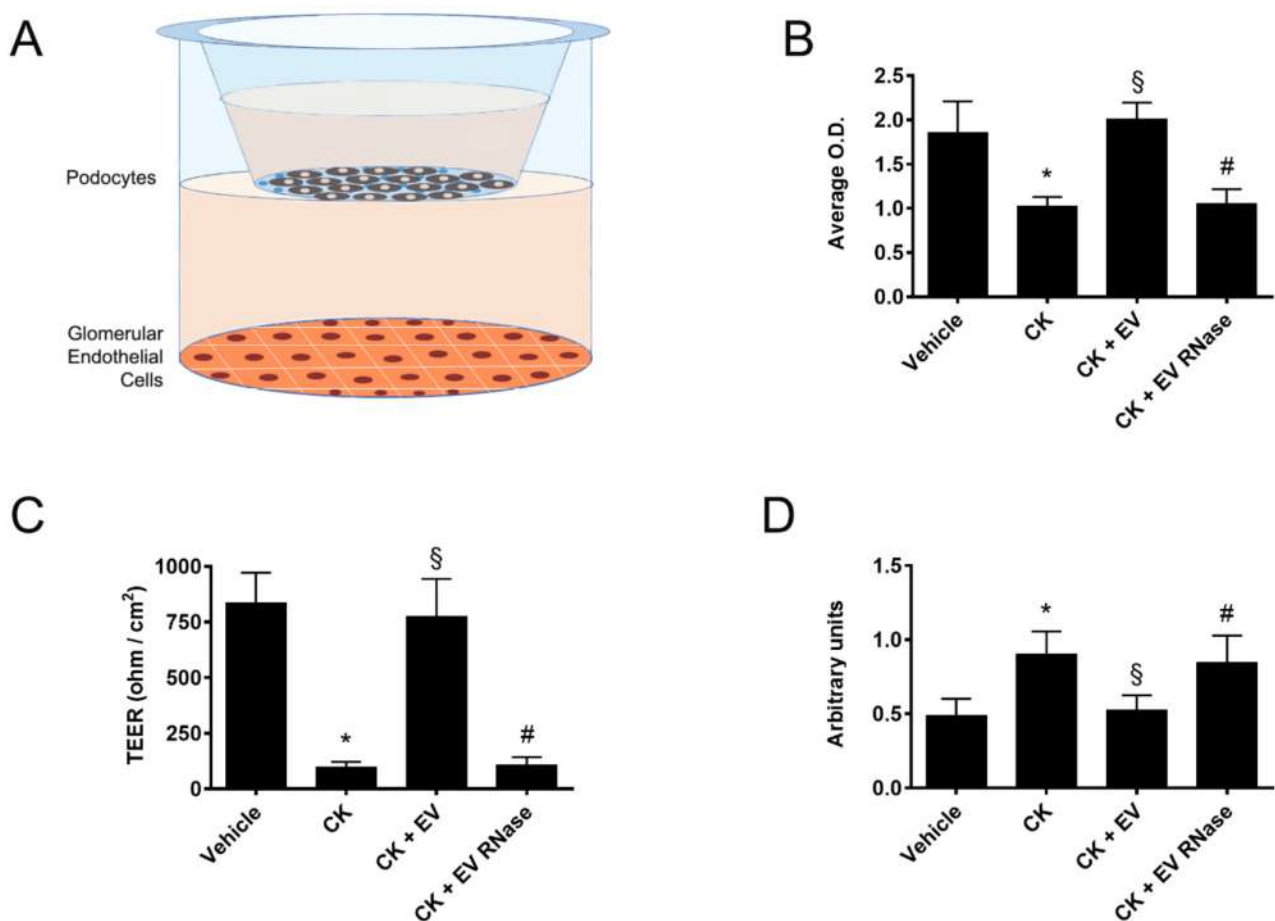 A
Podocytes
Glomerular
Endothelial
Cells
B
Average O.D.
2.5
2.0
1.5
1.0
0.5
0.0
*
§
#
Vehicle
CK
CK + EV
CK + EV RNase
C
TEER (ohm / cm²)
1000
750
500
250
0
*
§
#
Vehicle
CK
CK + EV
CK + EV RNase
D
Arbitrary units
1.5
1.0
0.5
0.0
*
§
#
Vehicle
CK
CK + EV
CK + EV RNase